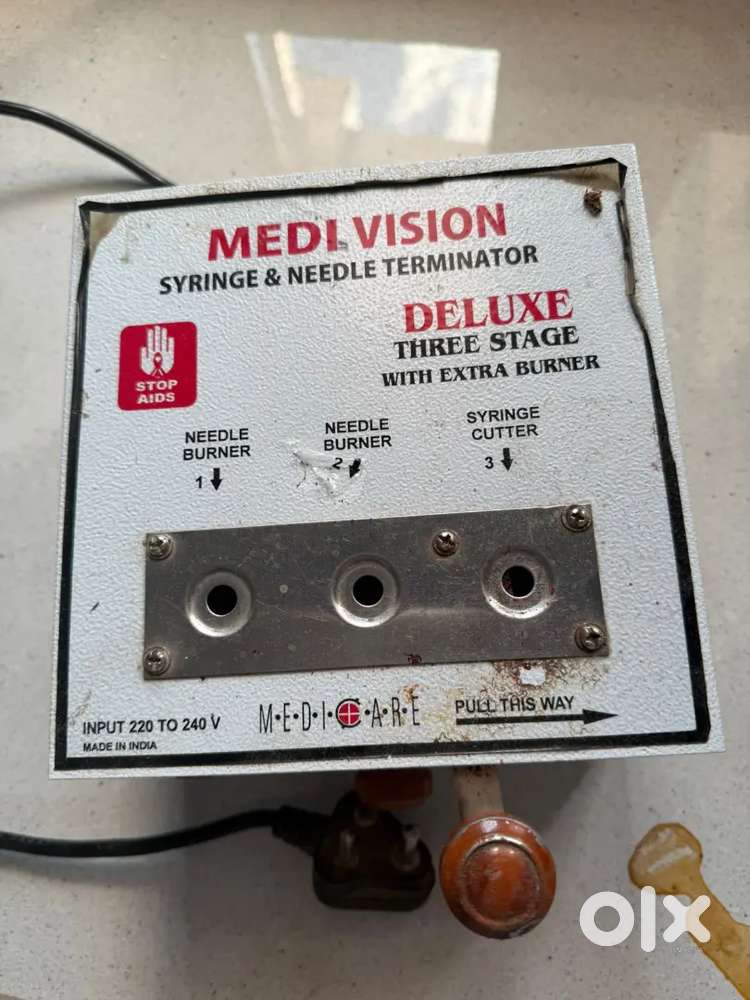 MEDI VISION
SYRINGE & NEEDLE TERMINATOR
DELUXE
THREE STAGE
WITH EXTRA BURNER
STOP
AIDS
NEEDLE
BURNER
1
NEEDLE
BURNER
2
SYRINGE
CUTTER
3
INPUT 220 TO 240 V
MADE IN INDIA
M•E•D•I•C•A•R•E
PULL THIS WAY
olx